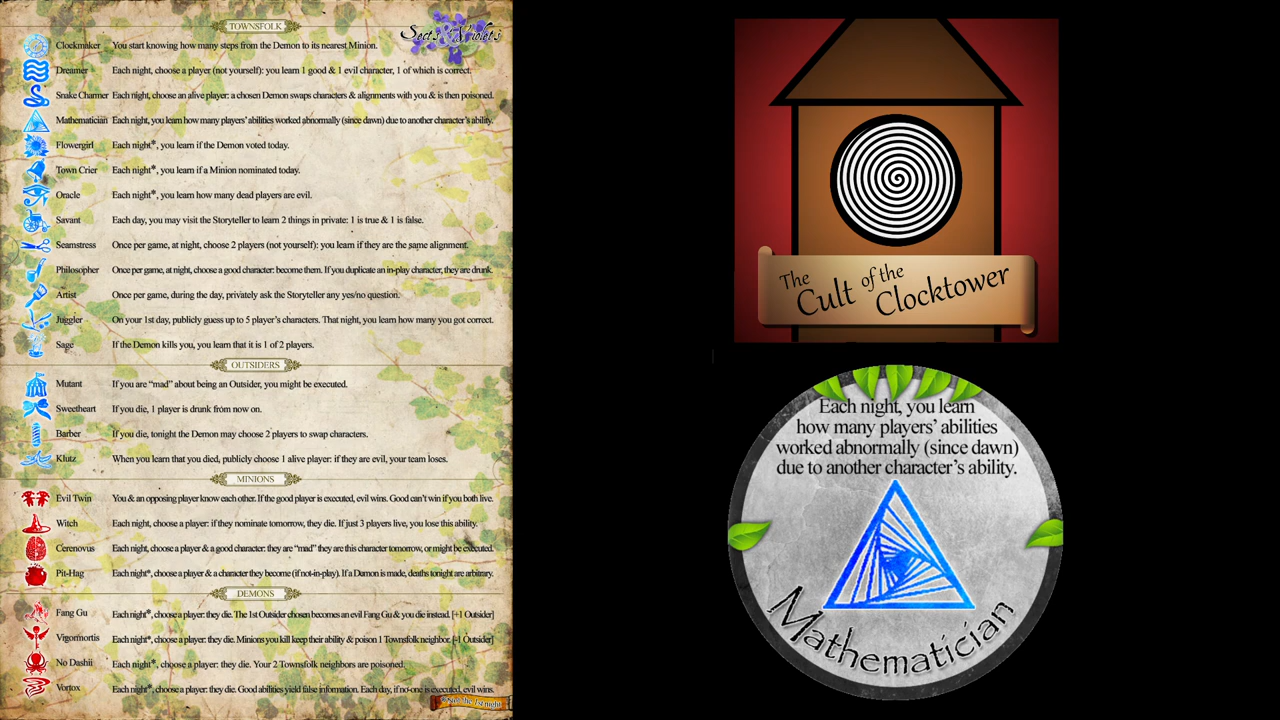 TOWNSFOLK
Sects & Violets
Clockmaker You start knowing how many steps from the Demon to its nearest Minion.
Dreamer Each night, choose a player (not yourself): you learn 1 good & 1 evil character, 1 of which is correct.
Snake Charmer Each night, choose an alive player: a chosen Demon swaps characters & alignments with you & is then poisoned.
Mathematician Each night, you learn how many players' abilities worked abnormally (since dawn) due to another character's ability.
Flowergirl Each night*, you learn if the Demon voted today.
Town Crier Each night*, you learn if a Minion nominated today.
Oracle Each night*, you learn how many dead players are evil.
Savant Each day, you may visit the Storyteller to learn 2 things in private: 1 is true & 1 is false.
Seamstress Once per game, at night, choose 2 players (not yourself): you learn if they are the same alignment.
Philosopher Once per game, at night, choose a good character: become them. If you duplicate an in-play character, they are drunk.
Artist Once per game, during the day, privately ask the Storyteller any yes/no question.
Juggler On your 1st day, publicly guess up to 5 player's characters. That night, you learn how many you got correct.
Sage If the Demon kills you, you learn that it is 1 of 2 players.
OUTSIDERS
Mutant If you are “mad” about being an Outsider, you might be executed.
Sweetheart If you die, 1 player is drunk from now on.
Barber If you die, tonight the Demon may choose 2 players to swap characters.
Klutz When you learn that you died, publicly choose 1 alive player: if they are evil, your team loses.
MINIONS
Evil Twin You & an opposing player know each other. If the good player is executed, evil wins. Good can't win if you both live.
Witch Each night, choose a player: if they nominate tomorrow, they die. If just 3 players live, you lose this ability.
Cerenovus Each night, choose a player & a good character: they are “mad” they are this character tomorrow, or might be executed.
Pit-Hag Each night*, choose a player & a character they become (if not-in-play). If a Demon is made, deaths tonight are arbitrary.
DEMONS
Fang Gu Each night*, choose a player: they die. The 1st Outsider chosen becomes an evil Fang Gu & you die instead. [+1 Outsider]
Vigormortis Each night*, choose a player: they die. Minions you kill keep their ability & poison 1 Townsfolk neighbor. [-1 Outsider]
No Dashii Each night*, choose a player: they die. Your 2 Townsfolk neighbors are poisoned.
Vortox Each night*, choose a player: they die. Good abilities yield false information. Each day, if no-one is executed, evil wins.
*Not the 1st night
The
Cult of the
Clocktower
Each night, you learn
how many players' abilities
worked abnormally (since dawn)
due to another character's ability.
Mathematician